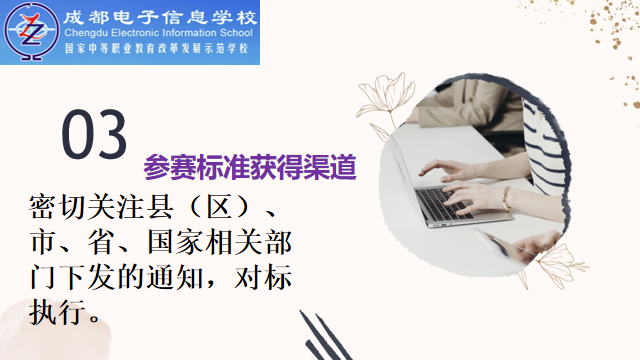 成都电子信息学校
Chengdu Electronic Information School
国家中等职业教育改革发展示范学校
03
参赛标准获得渠道
密切关注县（区）、
市、省、国家相关部
门下发的通知，对标
执行。